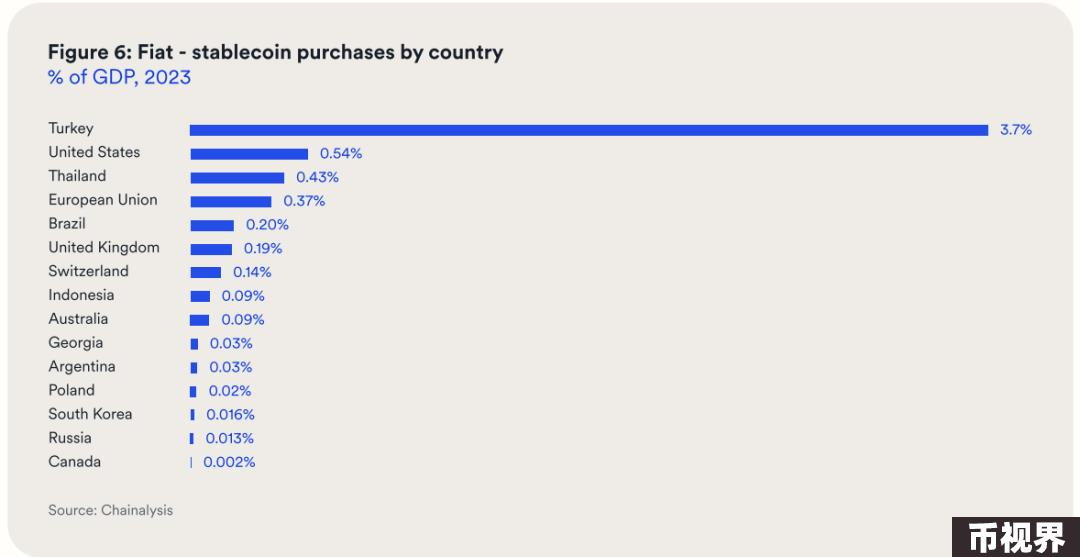 Figure 6: Fiat - stablecoin purchases by country
% of GDP, 2023
Turkey 3.7%
United States 0.54%
Thailand 0.43%
European Union 0.37%
Brazil 0.20%
United Kingdom 0.19%
Switzerland 0.14%
Indonesia 0.09%
Australia 0.09%
Georgia 0.03%
Argentina 0.03%
Poland 0.02%
South Korea 0.016%
Russia 0.013%
Canada 0.002%
Source: Chainalysis
币视界